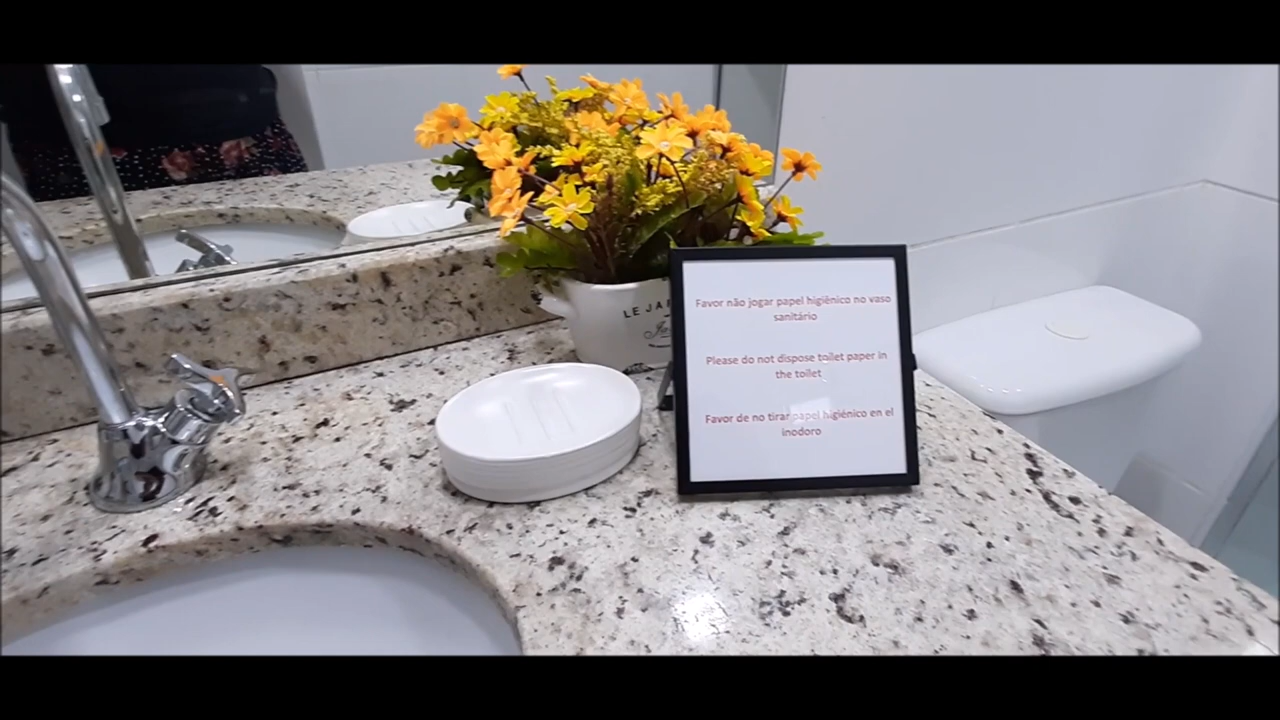 LE JAR
Favor não jogar papel higiênico no vaso
sanitário
Please do not dispose toilet paper in
the toilet
Favor de no tirar papel higiénico en el
inodoro